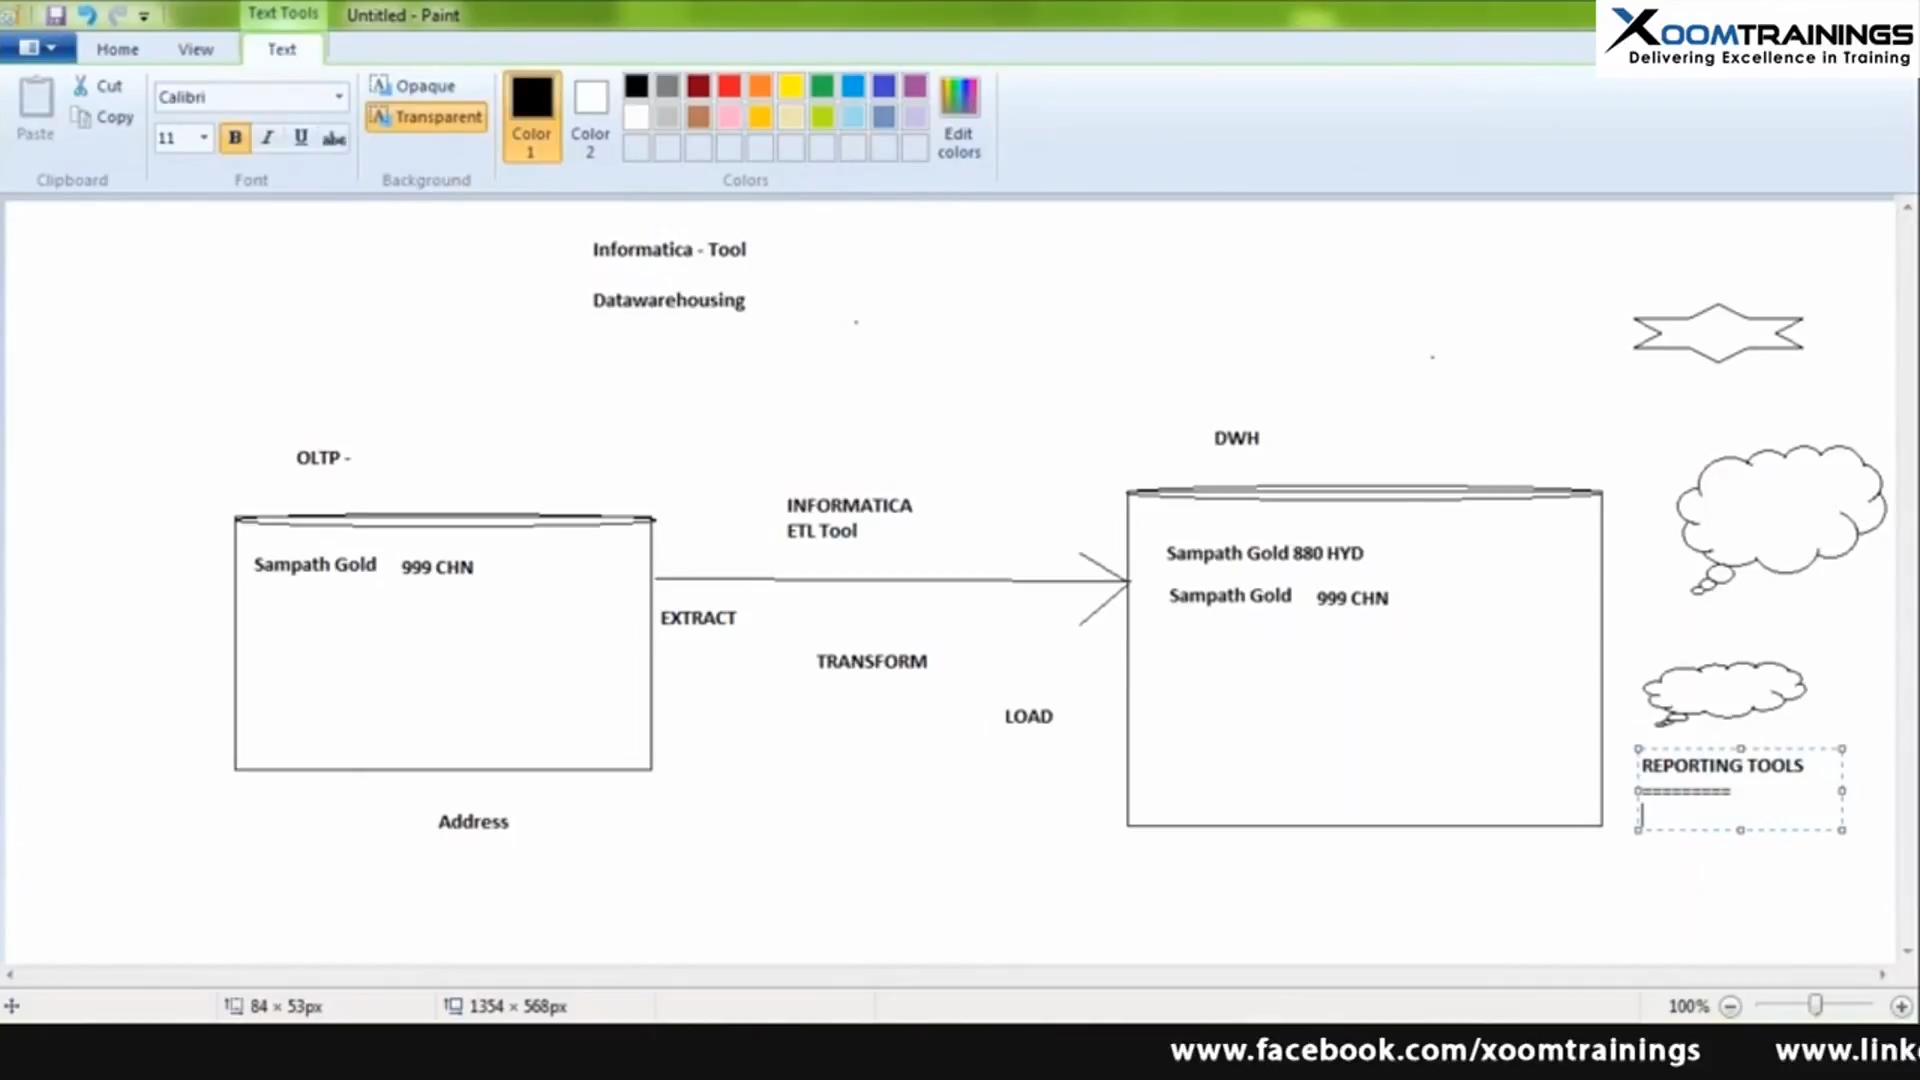 Text Tools
Untitled - Paint
XOOMTRAININGS
Delivering Excellence in Training
Home
View
Text
Paste
Cut
Copy
Clipboard
Calibri
11
B
I
U
abc
Font
Opaque
Transparent
Background
Color
1
Color
2
Edit
colors
Colors
Informatica - Tool
Datawarehousing
OLTP -
DWH
INFORMATICA
ETL Tool
Sampath Gold 999 CHN
Sampath Gold 880 HYD
Sampath Gold 999 CHN
EXTRACT
TRANSFORM
LOAD
REPORTING TOOLS
=========
Address
84 × 53px
1354 × 568px
100%
www.facebook.com/xoomtrainings
www.link